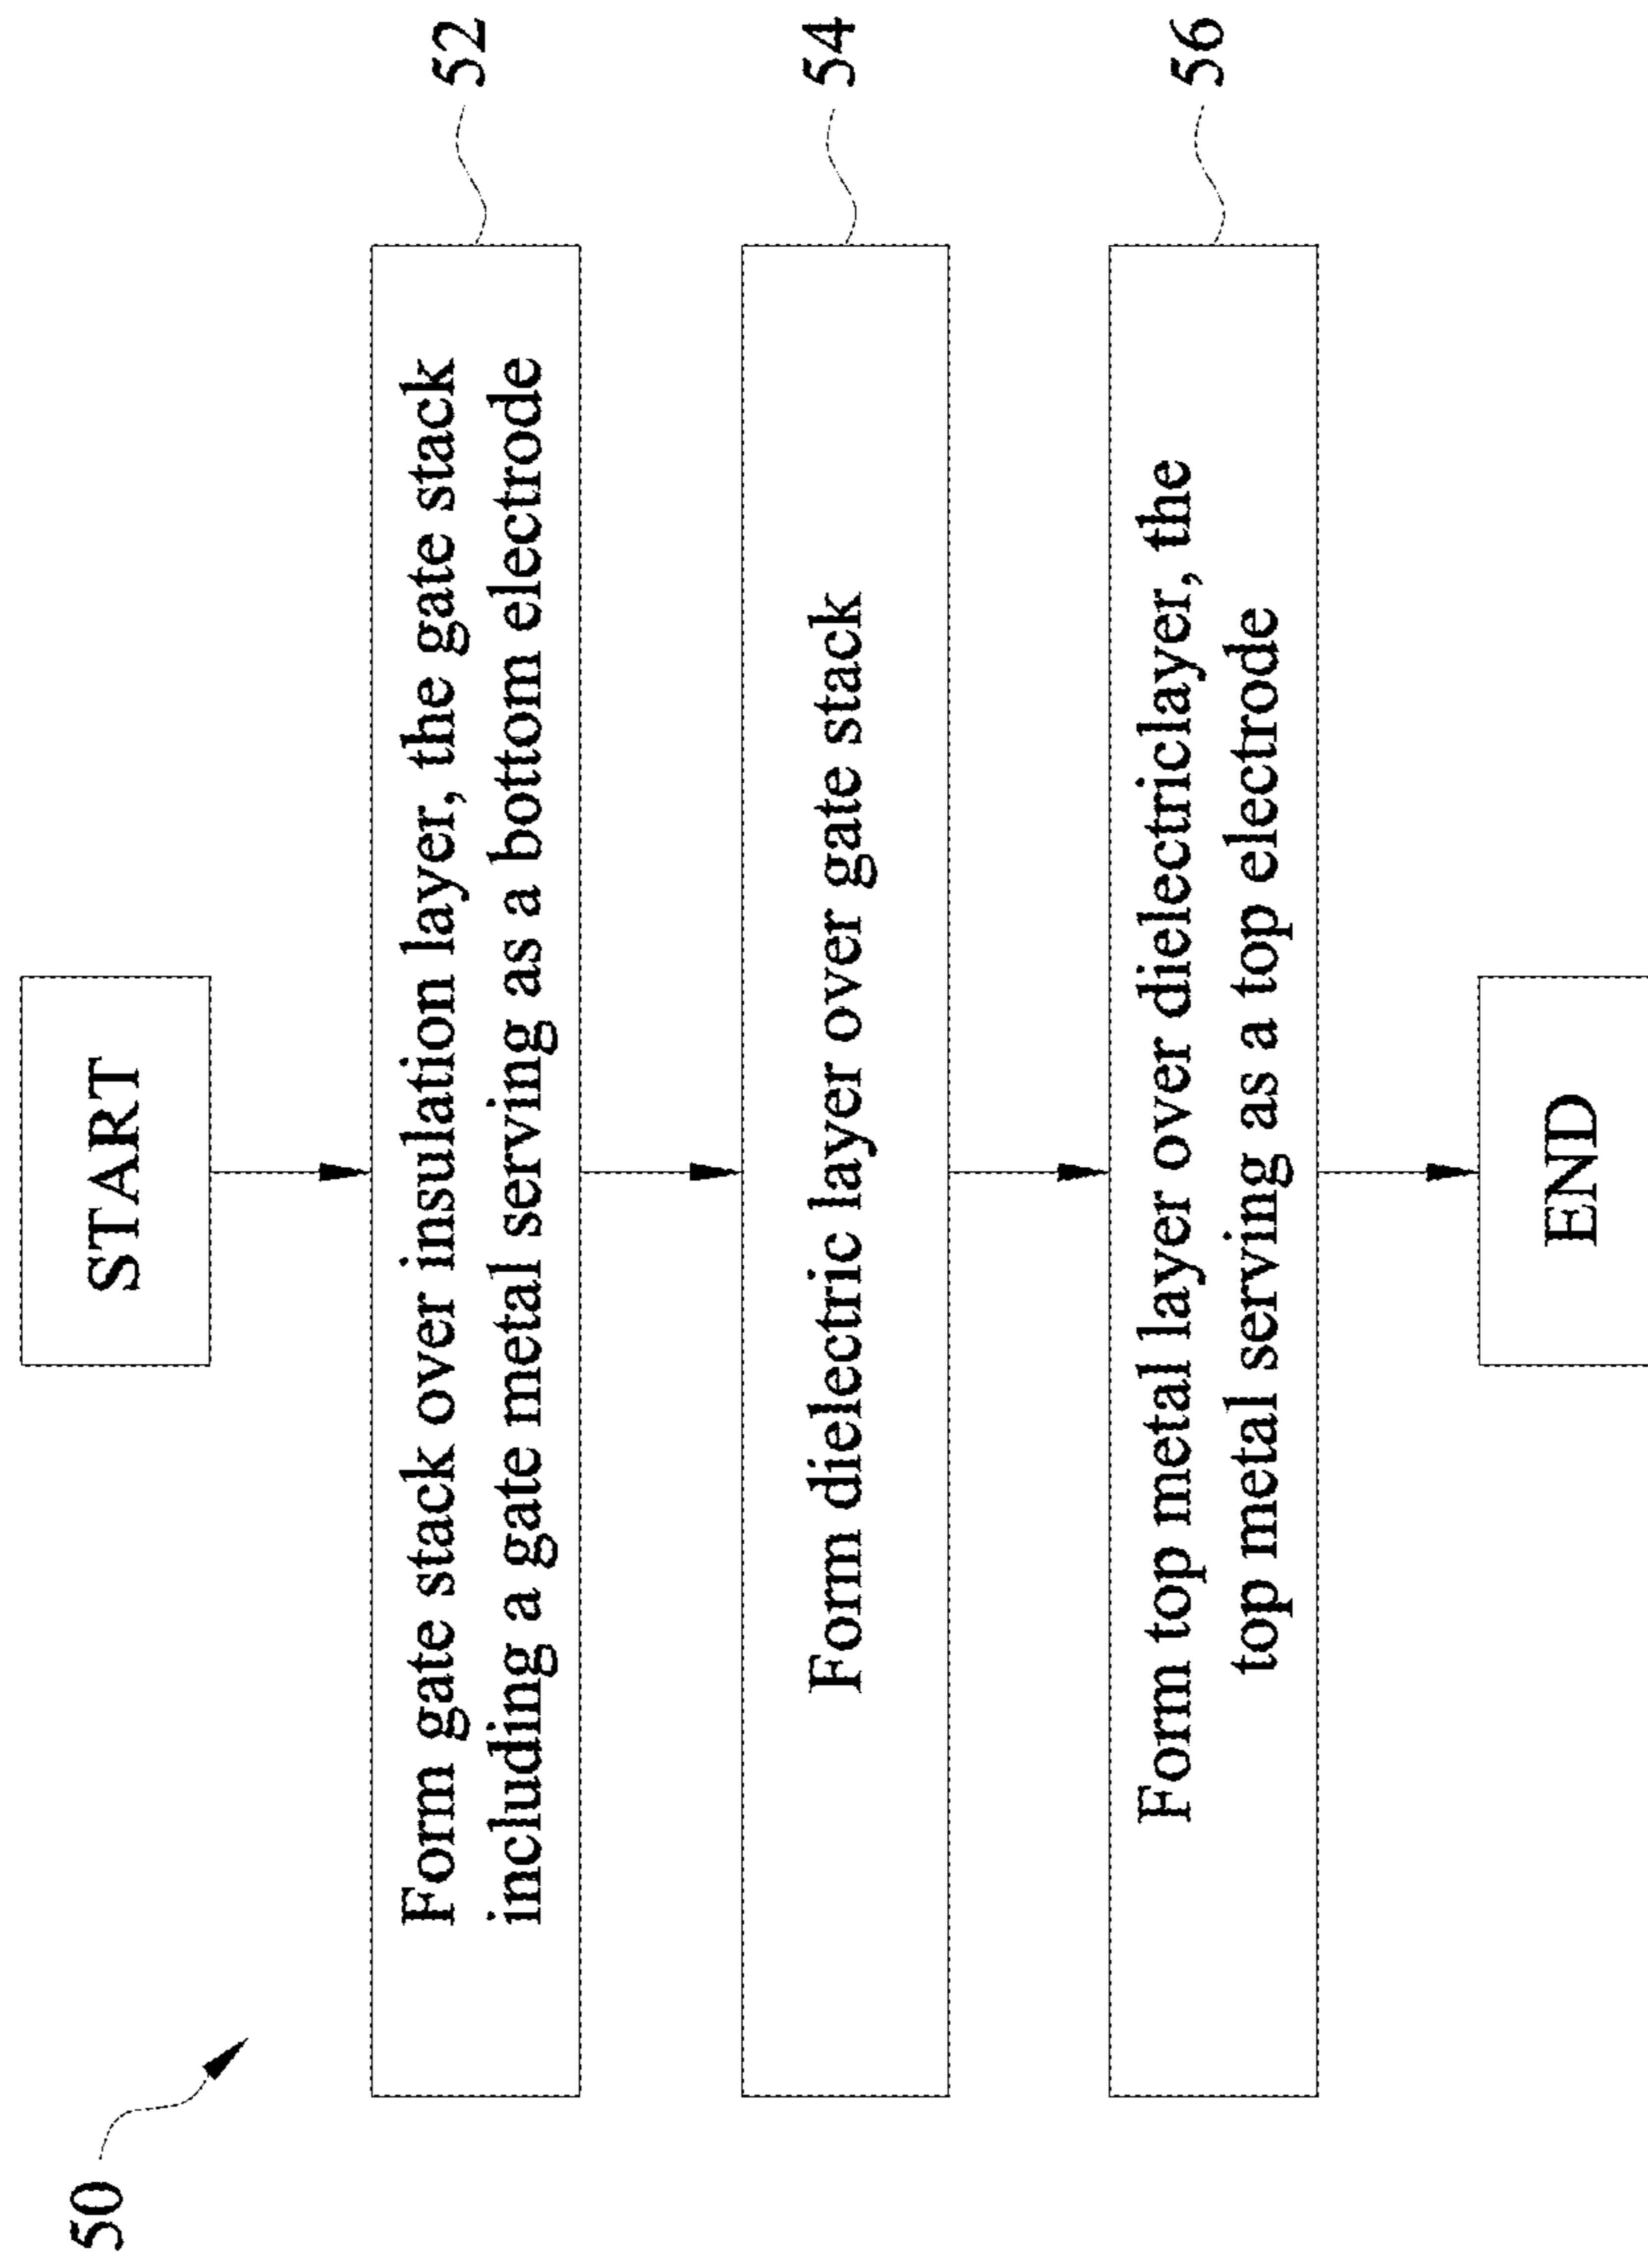 50
START
Form gate stack over insulation layer, the gate stack
including a gate metal serving as a bottom electrode
52
Form dielectric layer over gate stack
54
Form top metal layer over dielectriclayer, the
top metal serving as a top electrode
56
END